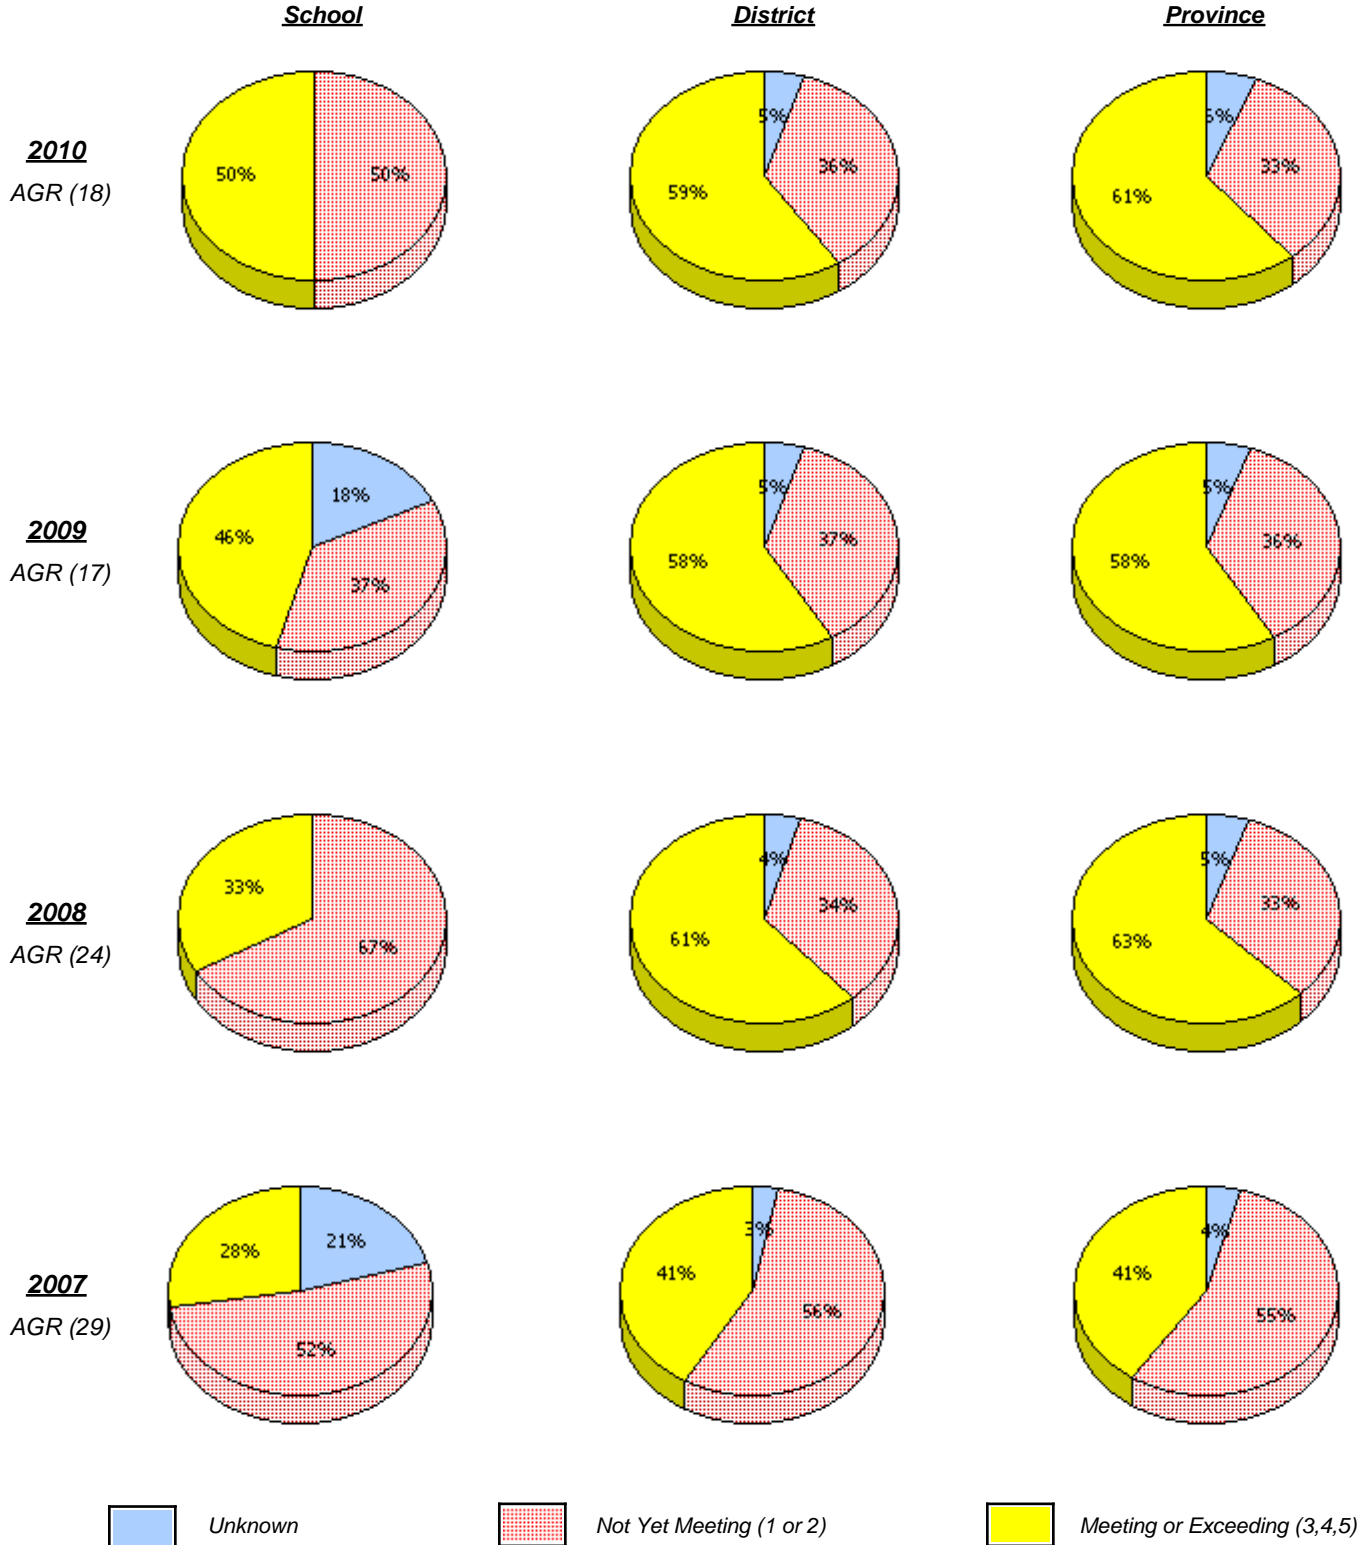 School District Province
2010
AGR (18)
50% 50%
5% 36% 59%
6% 33% 61%
2009
AGR (17)
18% 46% 37%
5% 37% 58%
5% 36% 58%
2008
AGR (24)
33% 67%
4% 34% 61%
5% 33% 63%
2007
AGR (29)
28% 21% 52%
3% 41% 56%
4% 41% 55%
Unknown Not Yet Meeting (1 or 2) Meeting or Exceeding (3,4,5)